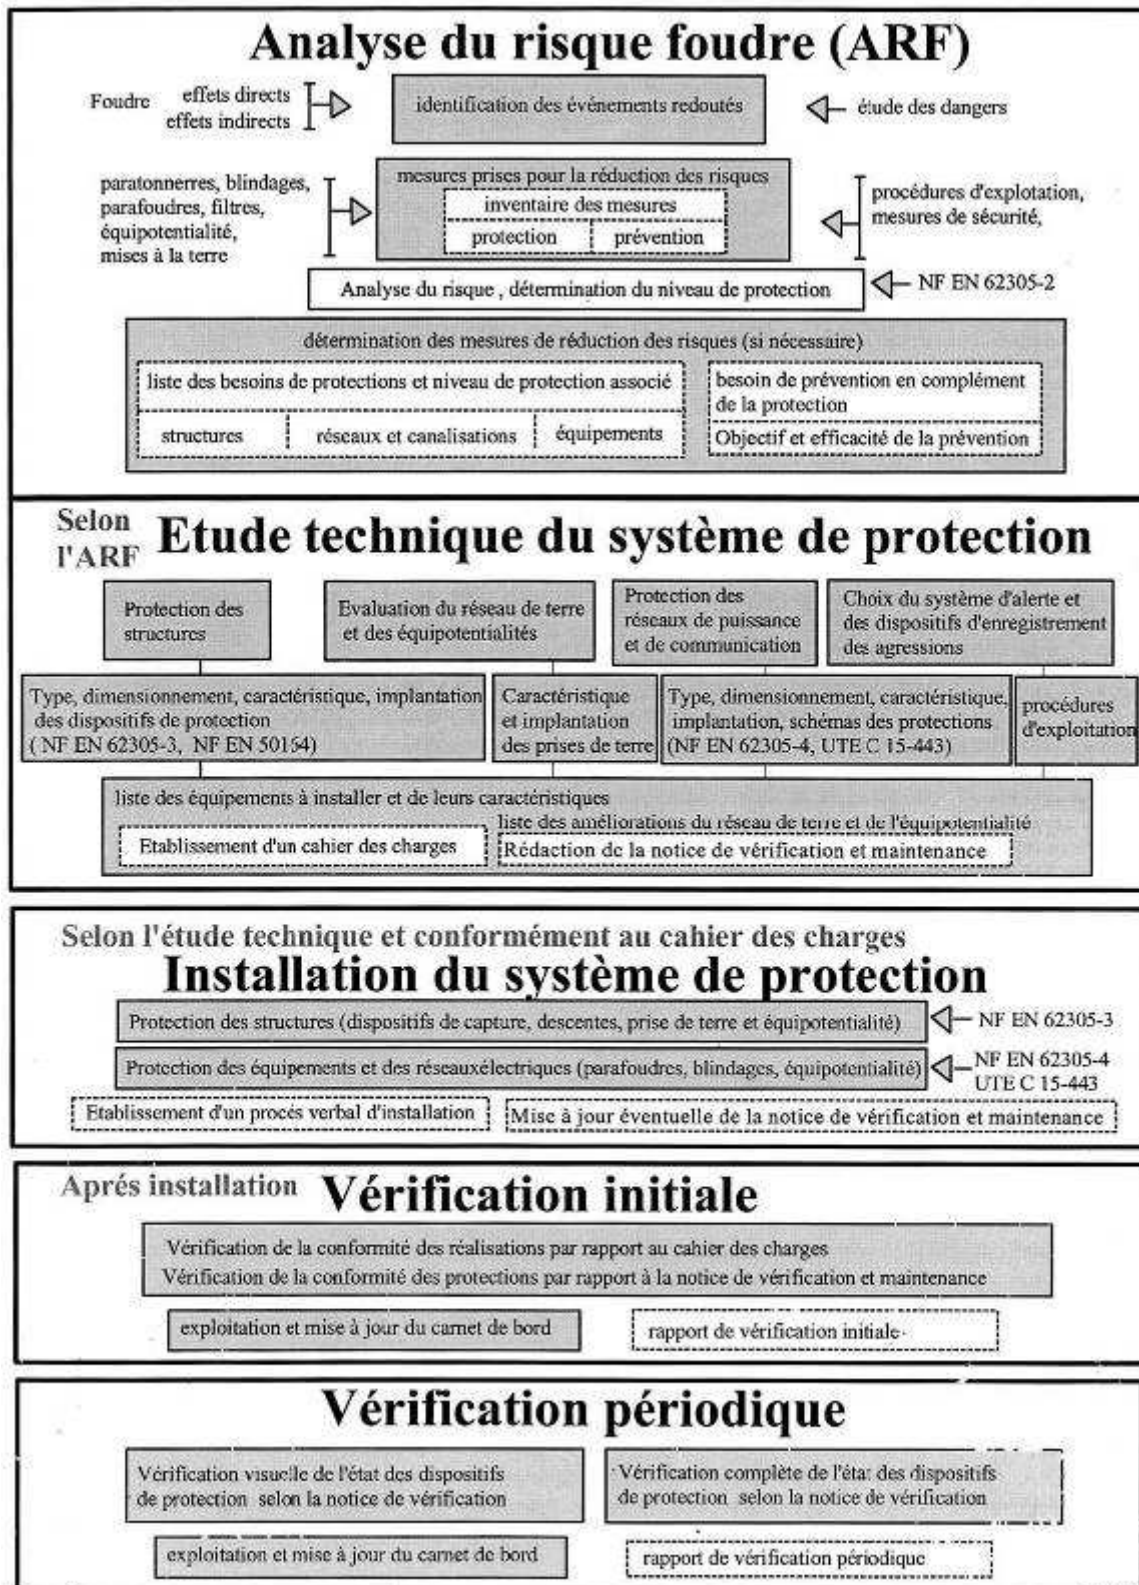 Analyse du risque foudre (ARF)
Foudre
effets directs
effets indirects
identification des événements redoutés
étude des dangers
paratonnerres, blindages,
parafoudres, filtres,
équipotentialité,
mises à la terre
mesures prises pour la réduction des risques
inventaire des mesures
protection
prévention
procédures d'explotation,
mesures de sécurité,
Analyse du risque , détermination du niveau de protection
NF EN 62305-2
détermination des mesures de réduction des risques (si nécessaire)
liste des besoins de protections et niveau de protection associé
structures
réseaux et canalisations
équipements
besoin de prévention en complément
de la protection
Objectif et efficacité de la prévention
Selon
l'ARF
Etude technique du système de protection
Protection des
structures
Evaluation du réseau de terre
et des équipotentialités
Protection des
réseaux de puissance
et de communication
Choix du système d'alerte et
des dispositifs d'enregistrement
des agressions
Type, dimensionnement, caractéristique, implantation
des dispositifs de protection
( NF EN 62305-3, NF EN 50164)
Caractéristique
et implantation
des prises de terre
Type, dimensionnement, caractéristique,
implantation, schémas des protections
(NF EN 62305-4, UTE C 15-443)
procédures
d'exploitation
liste des équipements à installer et de leurs caractéristiques
liste des améliorations du réseau de terre et de l'équipotentialité
Etablissement d'un cahier des charges
Rédaction de la notice de vérification et maintenance
Selon l'étude technique et conformément au cahier des charges
Installation du système de protection
Protection des structures (dispositifs de capture, descentes, prise de terre et équipotentialité)
NF EN 62305-3
Protection des équipements et des réseauxélectriques (parafoudres, blindages, équipotentialité)
NF EN 62305-4
UTE C 15-443
Etablissement d'un procés verbal d'installation
Mise à jour éventuelle de la notice de vérification et maintenance
Aprés installation
Vérification initiale
Vérification de la conformité des réalisations par rapport au cahier des charges
Vérification de la conformité des protections par rapport à la notice de vérification et maintenance
exploitation et mise à jour du carnet de bord
rapport de vérification initiale
Vérification périodique
Vérification visuelle de l'état des dispositifs
de protection selon la notice de vérification
Vérification complète de l'état des dispositifs
de protection selon la notice de vérification
exploitation et mise à jour du carnet de bord
rapport de vérification périodique